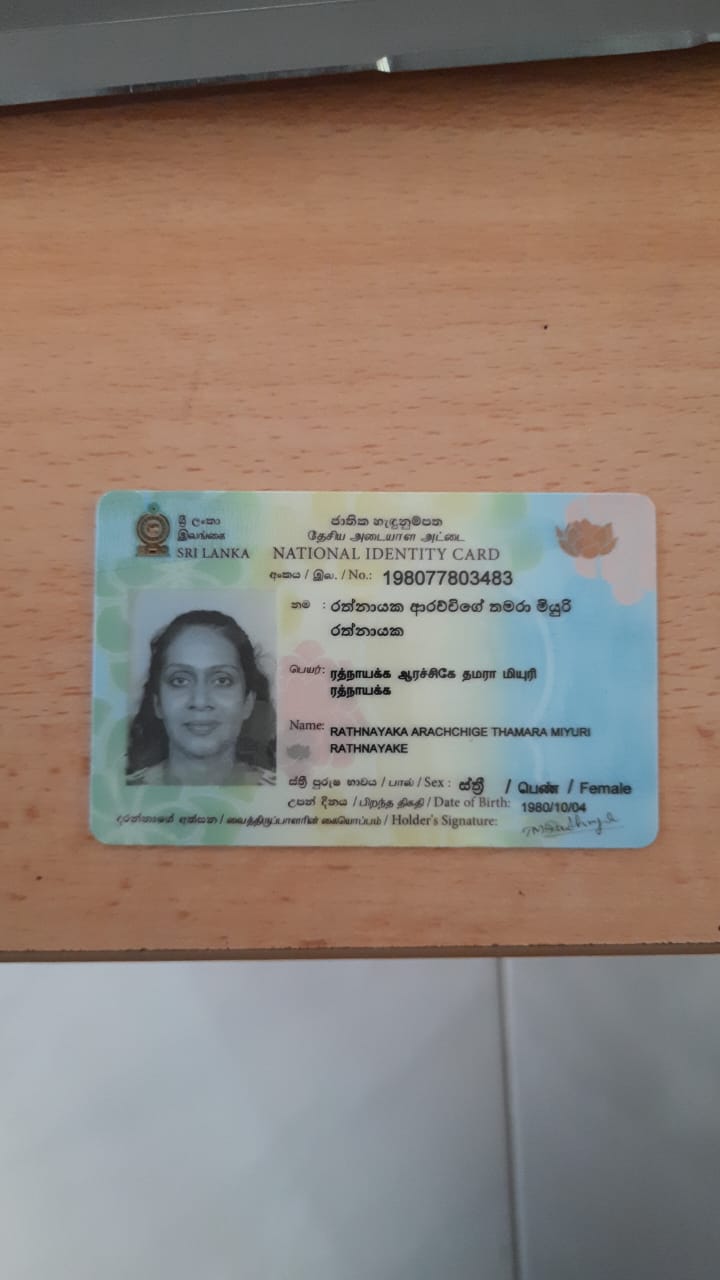 ශ්‍රී ලංකා
இலங்கை
SRI LANKA
ජාතික හැඳුනුම්පත
தேசிய அடையாள அட்டை
NATIONAL IDENTITY CARD
අංකය / இல. / No.: 198077803483
නම : රත්නායක ආරච්චිගේ තමරා මියුරි
රත්නායක
பெயர்: ரத்நாயக்க ஆரச்சிகே தமரா மியுரி
ரத்நாயக்க
Name: RATHNAYAKA ARACHCHIGE THAMARA MIYURI
RATHNAYAKE
ස්ත්‍රී පුරුෂ භාවය / பால் / Sex : ස්ත්‍රී / பெண் / Female
උපන් දිනය / பிறந்த திகதி / Date of Birth: 1980/10/04
දරන්නාගේ අත්සන / வைத்திருப்பாளரின் கையொப்பம் / Holder's Signature: